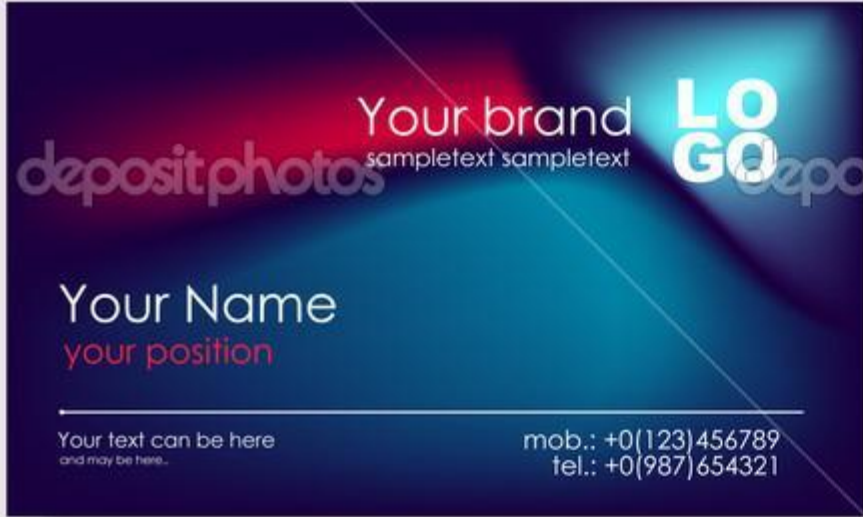 Your brand
sampletext sampletext
LO
GO
depositphotos
depo
Your Name
your position
Your text can be here
and may be here..
mob.: +0(123)456789
tel.: +0(987)654321